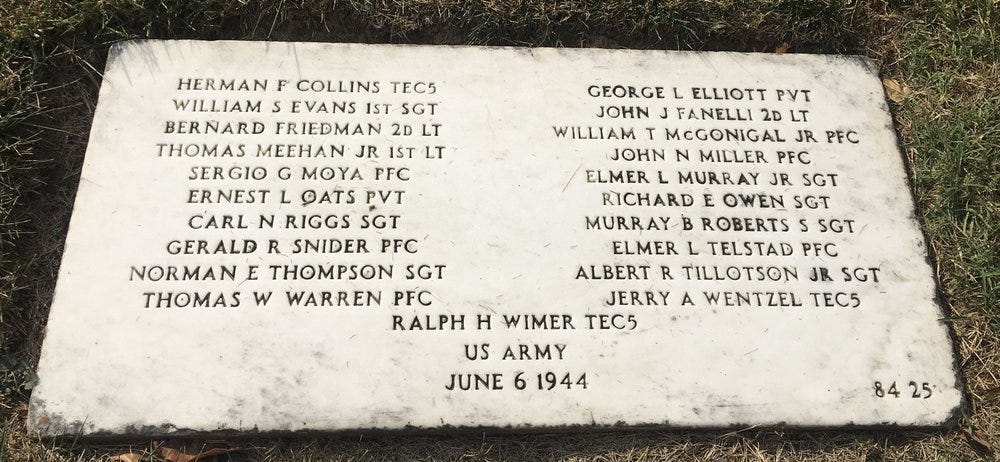 HERMAN F COLLINS TEC5
WILLIAM S EVANS 1ST SGT
BERNARD FRIEDMAN 2D LT
THOMAS MEEHAN JR 1ST LT
SERGIO G MOYA PFC
ERNEST L OATS PVT
CARL N RIGGS SGT
GERALD R SNIDER PFC
NORMAN E THOMPSON SGT
THOMAS W WARREN PFC
GEORGE L ELLIOTT PVT
JOHN J FANELLI 2D LT
WILLIAM T McGONIGAL JR PFC
JOHN N MILLER PFC
ELMER L MURRAY JR SGT
RICHARD E OWEN SGT
MURRAY B ROBERTS S SGT
ELMER L TELSTAD PFC
ALBERT R TILLOTSON JR SGT
JERRY A WENTZEL TEC5
RALPH H WIMER TEC5
US ARMY
JUNE 6 1944
84 25